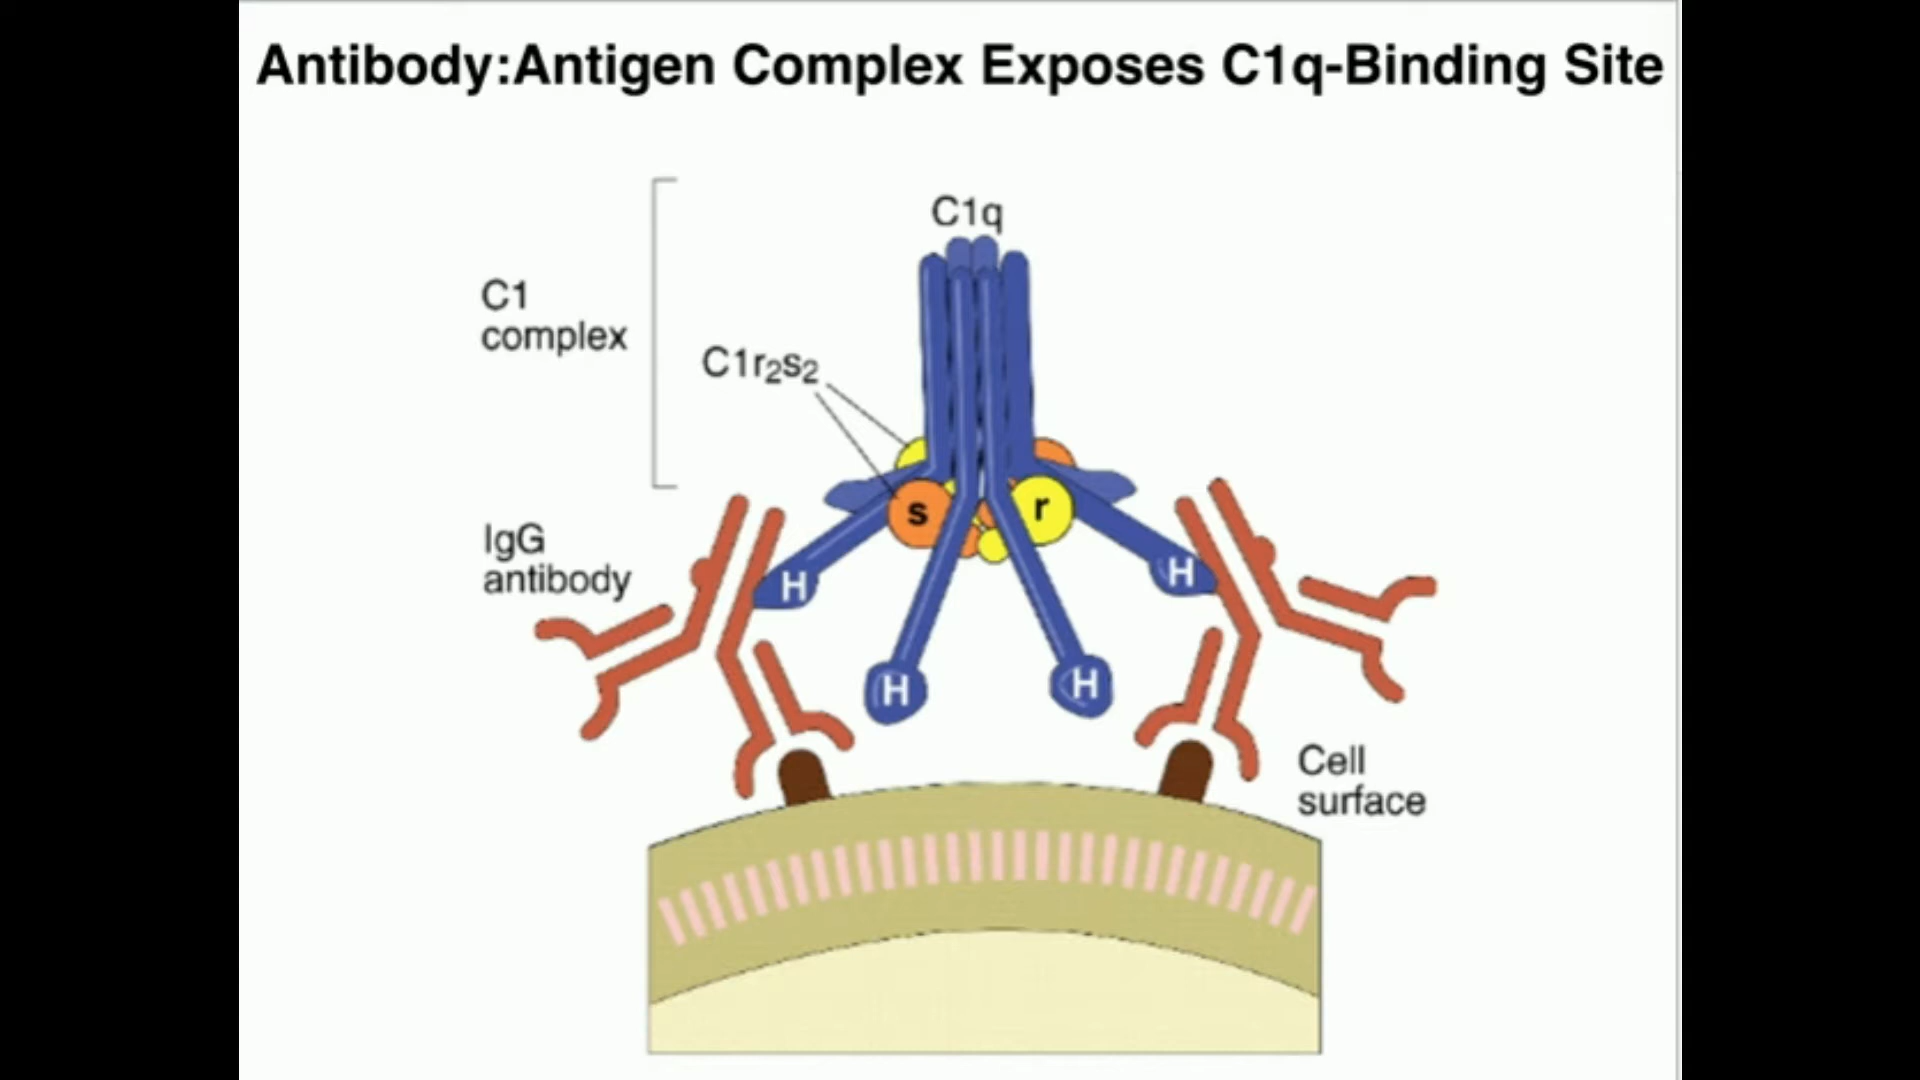 Antibody:Antigen Complex Exposes C1q-Binding Site
C1q
C1
complex
C1r₂s₂
s
r
IgG
antibody
H
H
H
H
Cell
surface